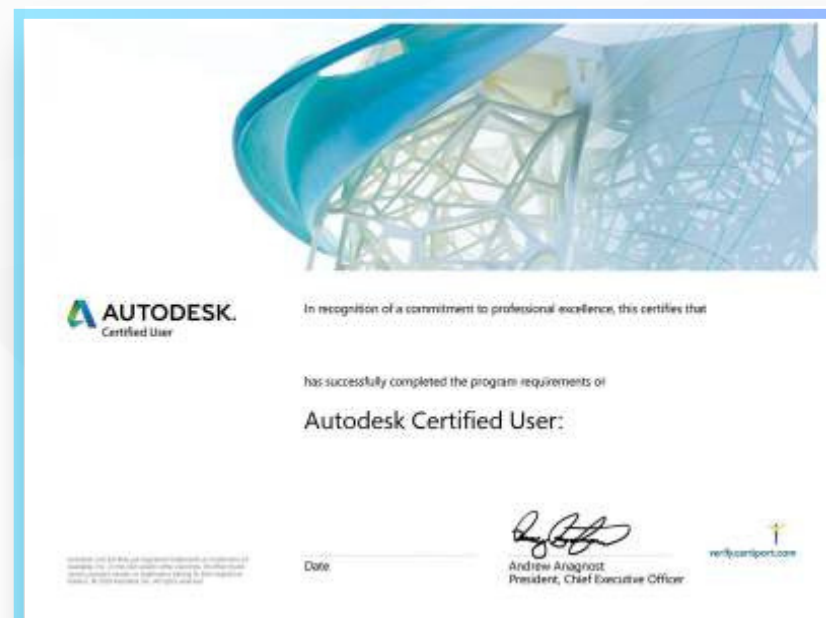 AUTODESK.
Certified User
In recognition of a commitment to professional excellence, this certifies that
has successfully completed the program requirements of
Autodesk Certified User:
Date
Andrew Anagnost
President, Chief Executive Officer
verify.certiport.com